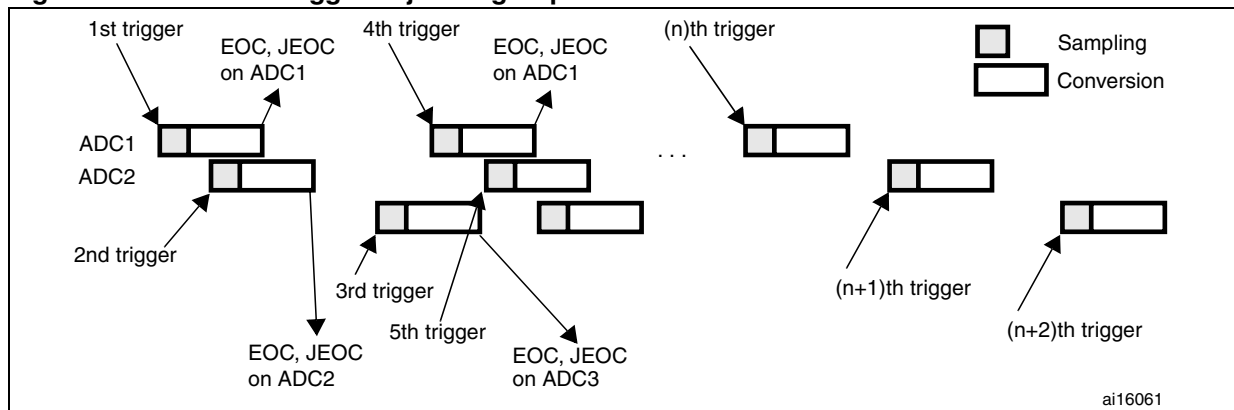 1st trigger
EOC, JEOC
on ADC1
4th trigger
EOC, JEOC
on ADC1
(n)th trigger
Sampling
Conversion
ADC1
ADC2
. . .
2nd trigger
3rd trigger
5th trigger
(n+1)th trigger
(n+2)th trigger
EOC, JEOC
on ADC2
EOC, JEOC
on ADC3
ai16061